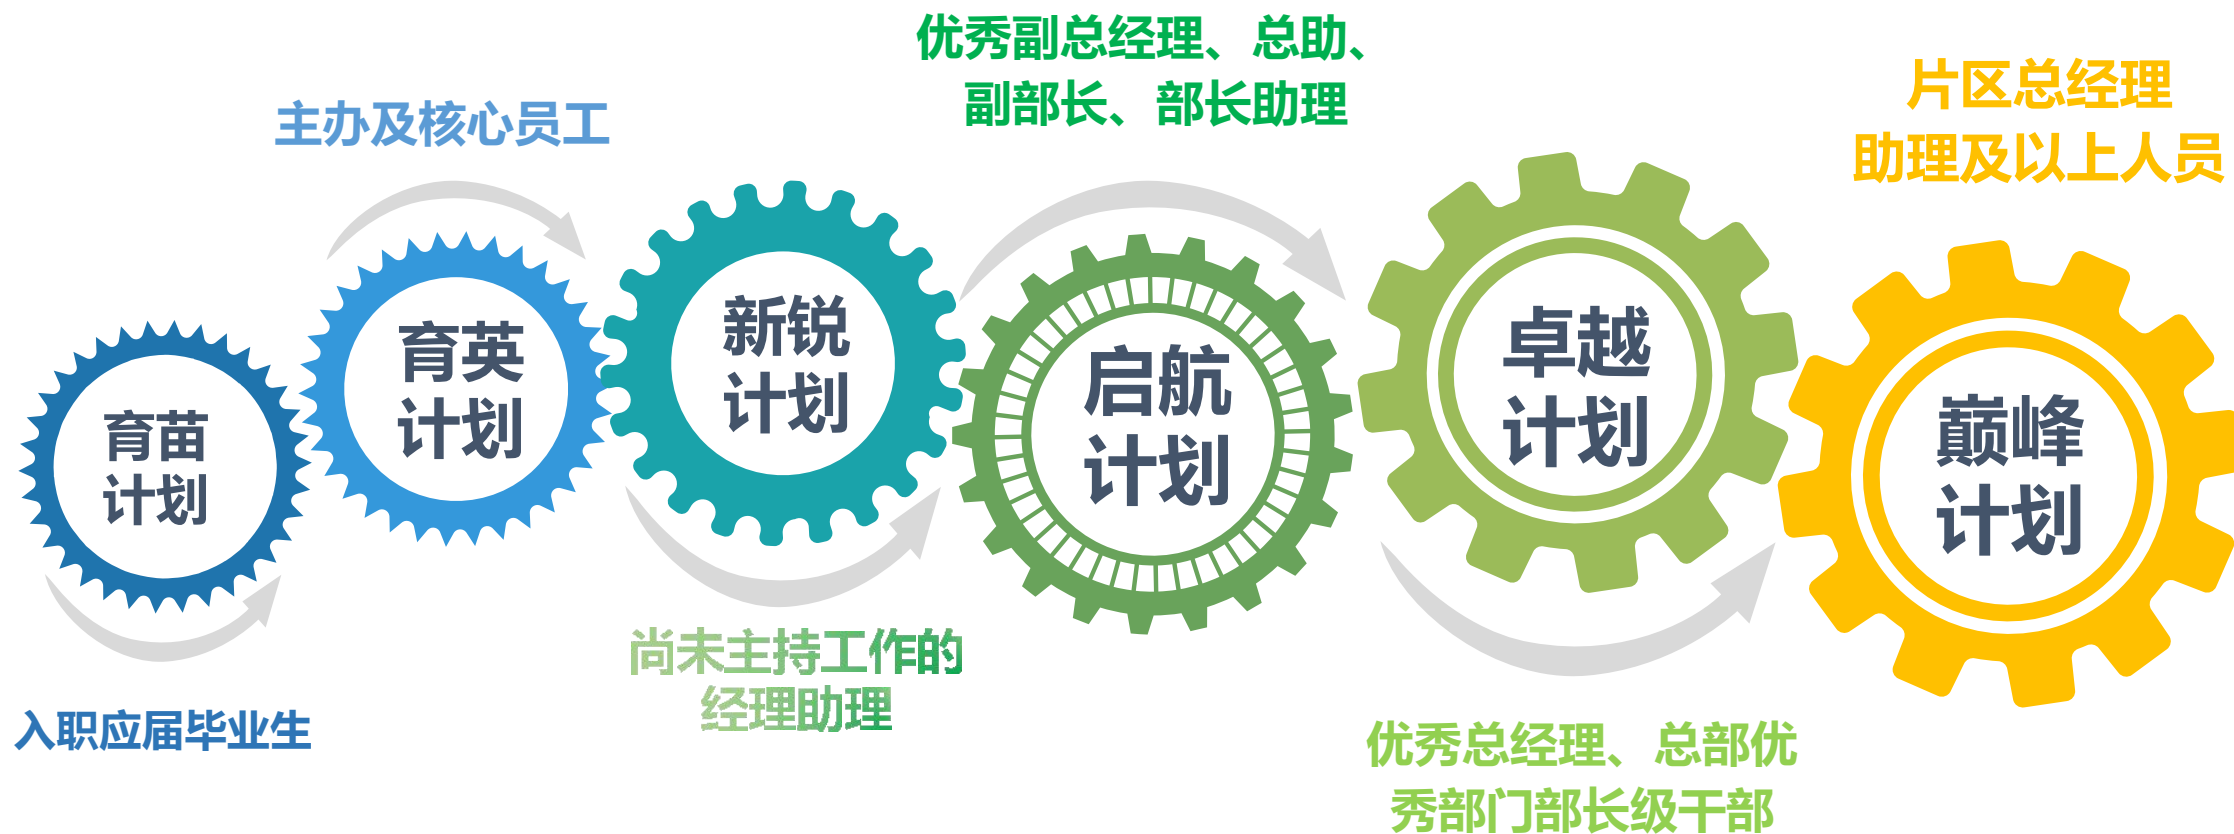 育苗
计划
入职应届毕业生
主办及核心员工
育英
计划
新锐
计划
尚未主持工作的
经理助理
优秀副总经理、总助、
副部长、部长助理
启航
计划
卓越
计划
优秀总经理、总部优
秀部门部长级干部
片区总经理
助理及以上人员
巅峰
计划